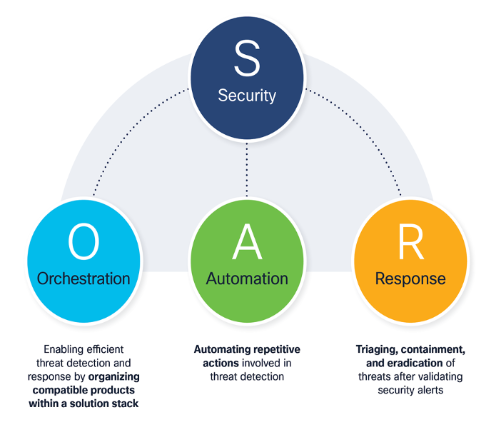 S
Security
O
Orchestration
A
Automation
R
Response
Enabling efficient
threat detection and
response by organizing
compatible products
within a solution stack
Automating repetitive
actions involved in
threat detection
Triaging, containment,
and eradication of
threats after validating
security alerts